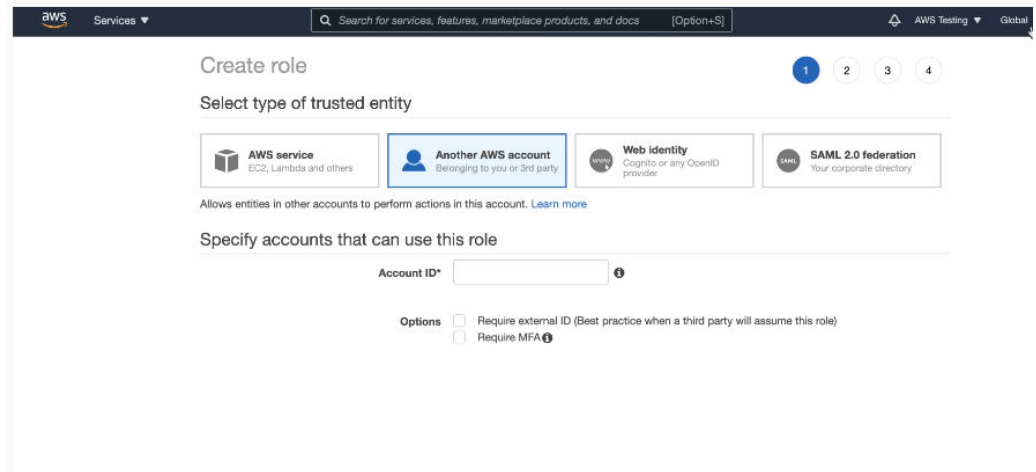 aws Services ▼ Search for services, features, marketplace products, and docs [Option+S] AWS Testing ▼ Global
Create role 1 2 3 4
Select type of trusted entity
AWS service
EC2, Lambda and others
Another AWS account
Belonging to you or 3rd party
www
Web identity
Cognito or any OpenID
provider
SAML
SAML 2.0 federation
Your corporate directory
Allows entities in other accounts to perform actions in this account. Learn more
Specify accounts that can use this role
Account ID*
Options Require external ID (Best practice when a third party will assume this role)
Require MFA